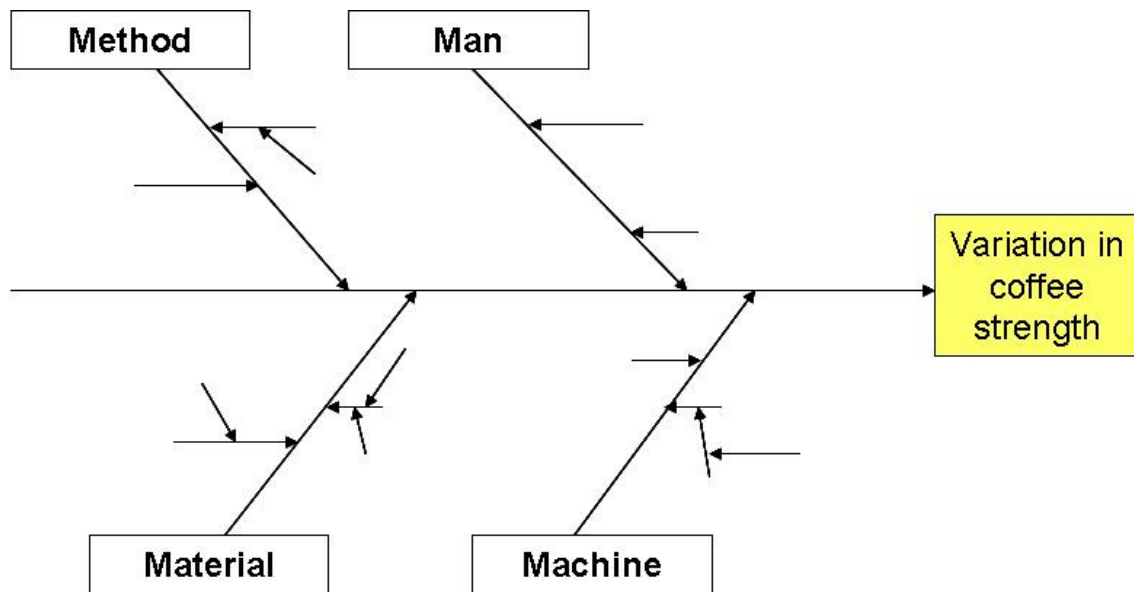 Method
Man
Variation in
coffee
strength
Material
Machine